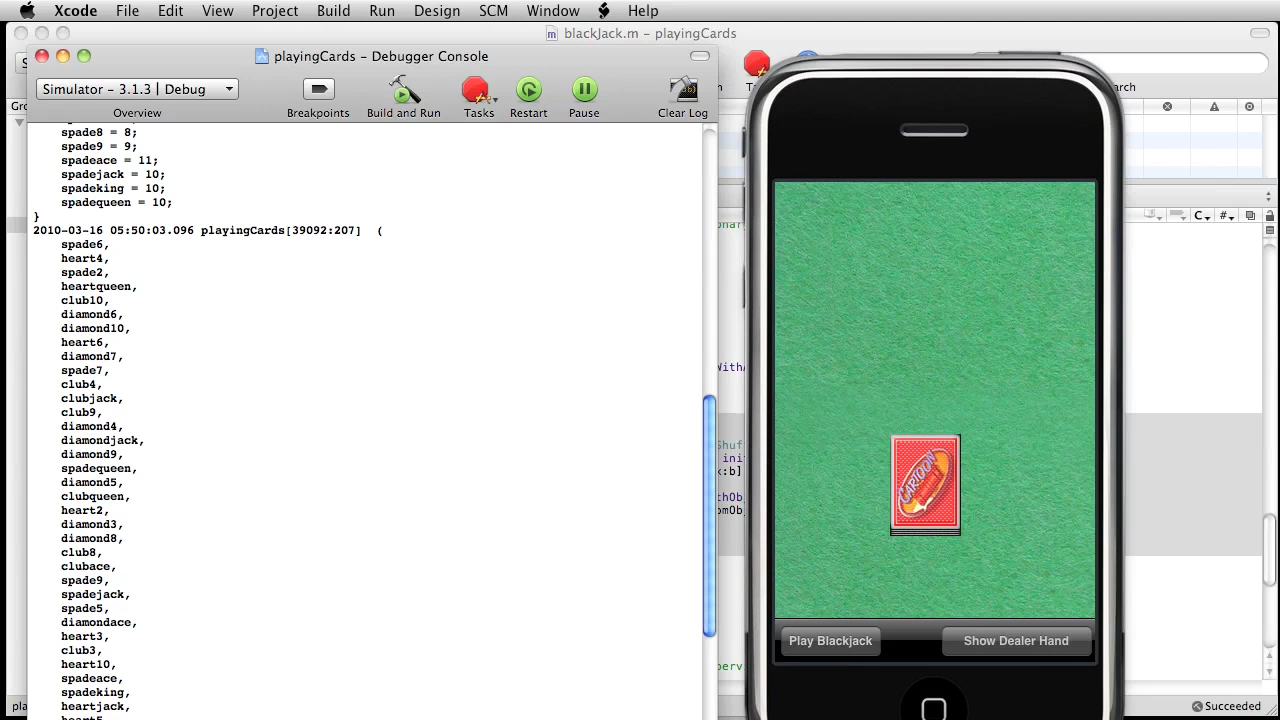 Xcode File Edit View Project Build Run Design SCM Window Help
blackJack.m – playingCards
playingCards – Debugger Console
Simulator – 3.1.3 | Debug
Overview Breakpoints Build and Run Tasks Restart Pause Clear Log
spade8 = 8;
spade9 = 9;
spadeace = 11;
spadejack = 10;
spadeking = 10;
spadequeen = 10;
}
2010-03-16 05:50:03.096 playingCards[39092:207] (
spade6,
heart4,
spade2,
heartqueen,
club10,
diamond6,
diamond10,
heart6,
diamond7,
spade7,
club4,
clubjack,
club9,
diamond4,
diamondjack,
diamond9,
spadequeen,
diamond5,
clubqueen,
heart2,
diamond3,
diamond8,
club8,
clubace,
spade9,
spadejack,
spade5,
diamondace,
heart3,
club3,
heart10,
spadeace,
spadeking,
heartjack,
heart5,
CARTOON
Play Blackjack Show Dealer Hand
Succeeded